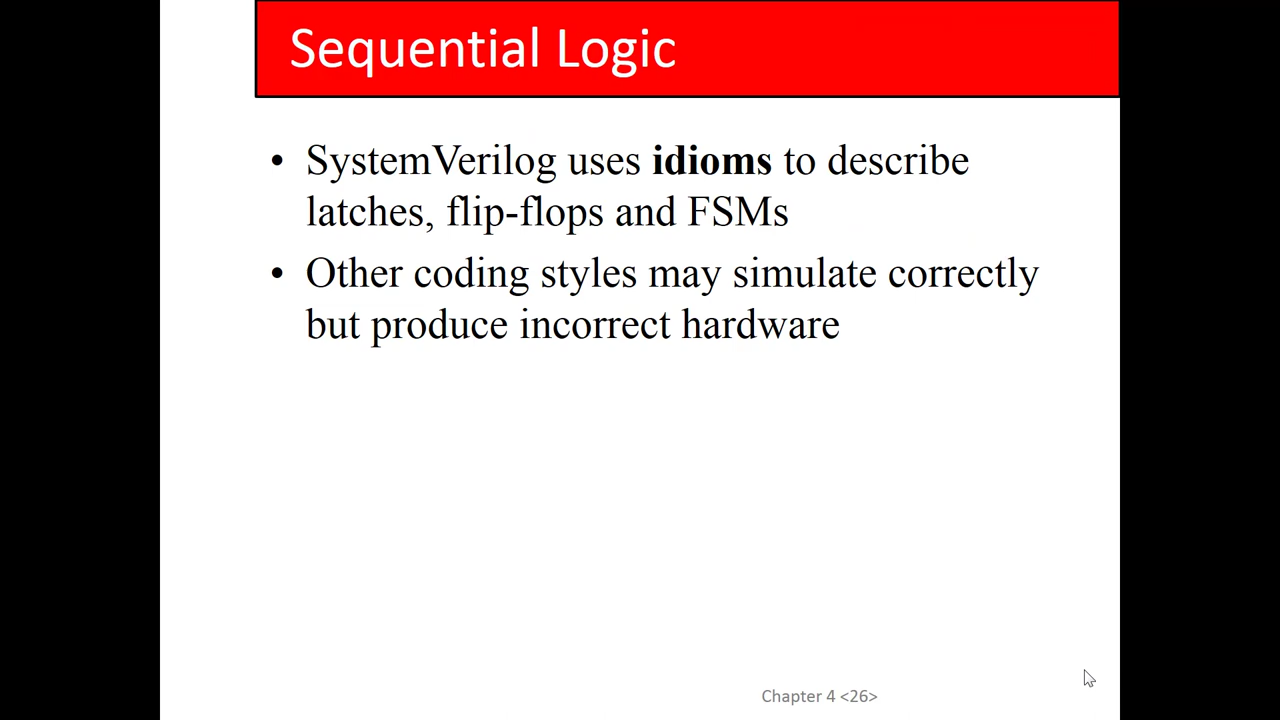 Sequential Logic
• SystemVerilog uses idioms to describe
latches, flip-flops and FSMs
• Other coding styles may simulate correctly
but produce incorrect hardware
Chapter 4 <26>